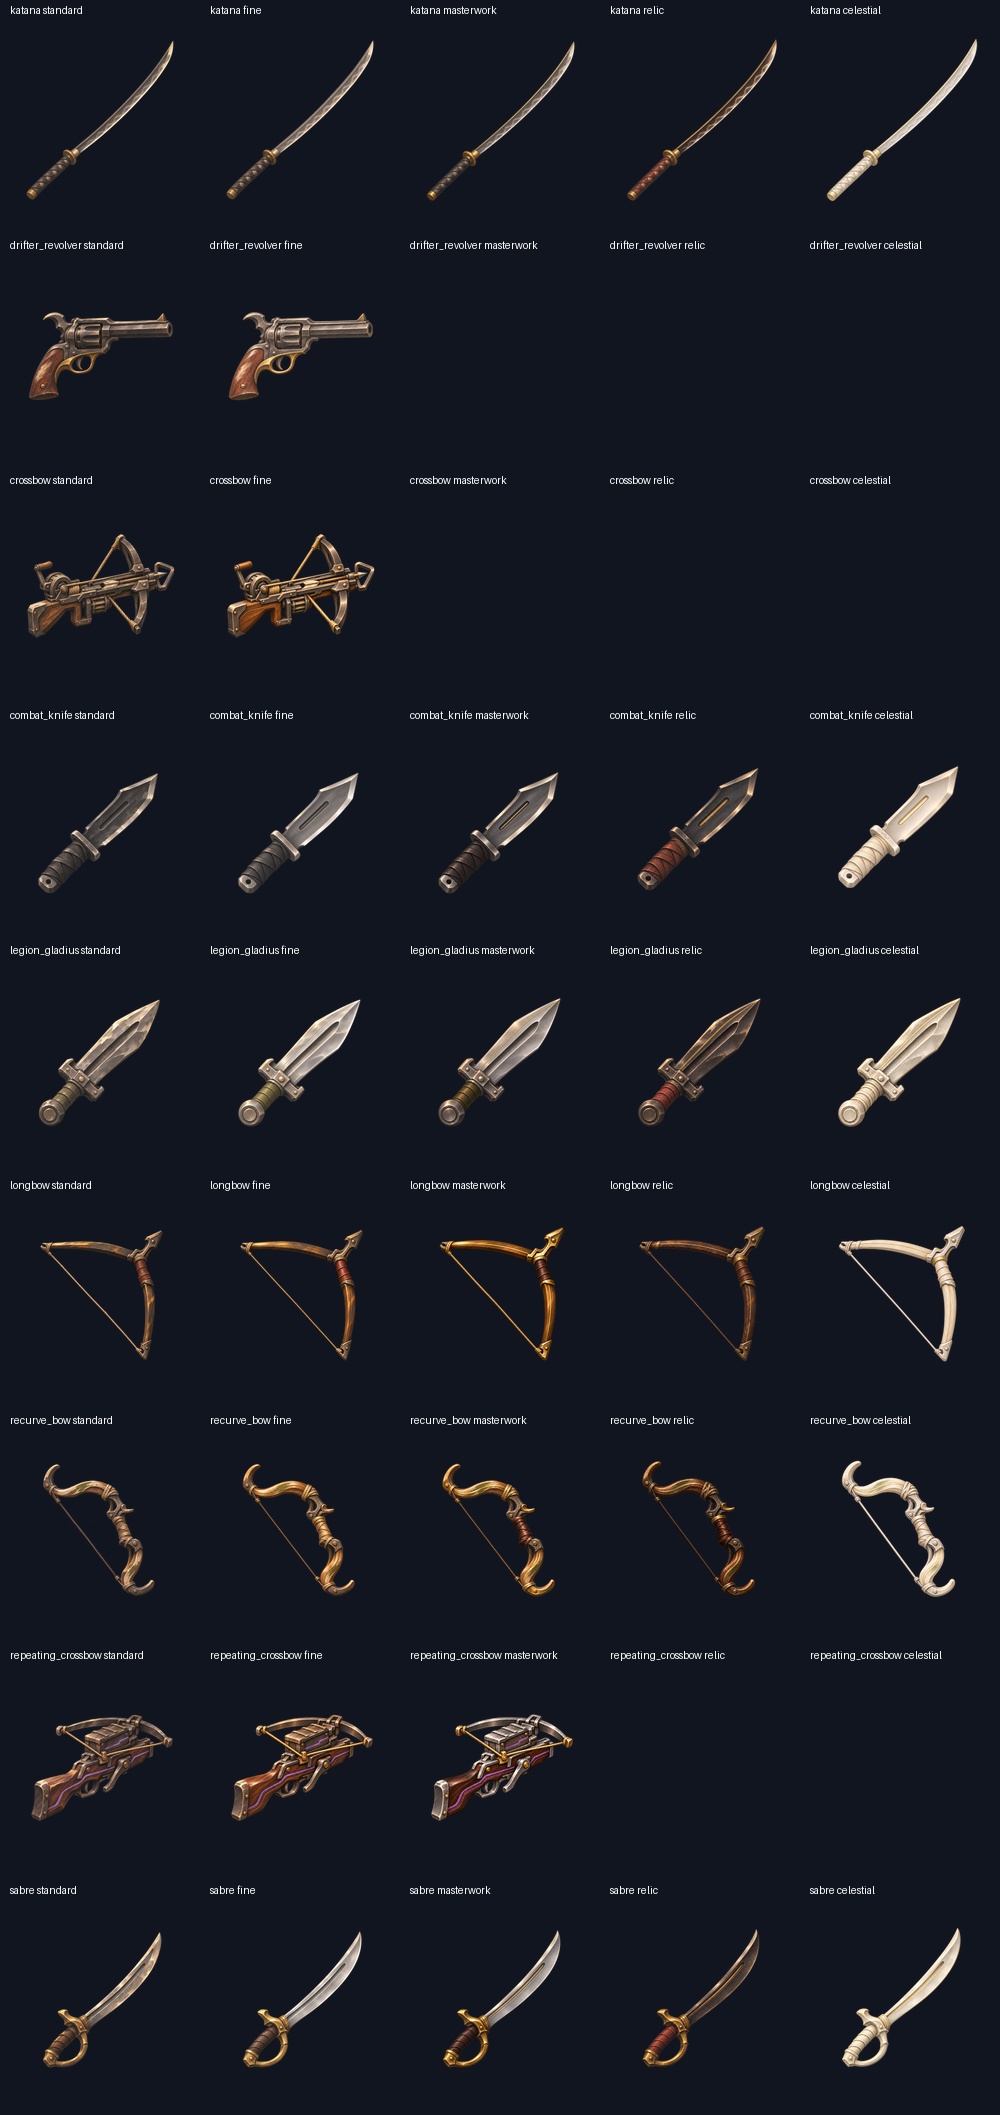 katana standard
katana fine
katana masterwork
katana relic
katana celestial
drifter_revolver standard
drifter_revolver fine
drifter_revolver masterwork
drifter_revolver relic
drifter_revolver celestial
crossbow standard
crossbow fine
crossbow masterwork
crossbow relic
crossbow celestial
combat_knife standard
combat_knife fine
combat_knife masterwork
combat_knife relic
combat_knife celestial
legion_gladius standard
legion_gladius fine
legion_gladius masterwork
legion_gladius relic
legion_gladius celestial
longbow standard
longbow fine
longbow masterwork
longbow relic
longbow celestial
recurve_bow standard
recurve_bow fine
recurve_bow masterwork
recurve_bow relic
recurve_bow celestial
repeating_crossbow standard
repeating_crossbow fine
repeating_crossbow masterwork
repeating_crossbow relic
repeating_crossbow celestial
sabre standard
sabre fine
sabre masterwork
sabre relic
sabre celestial